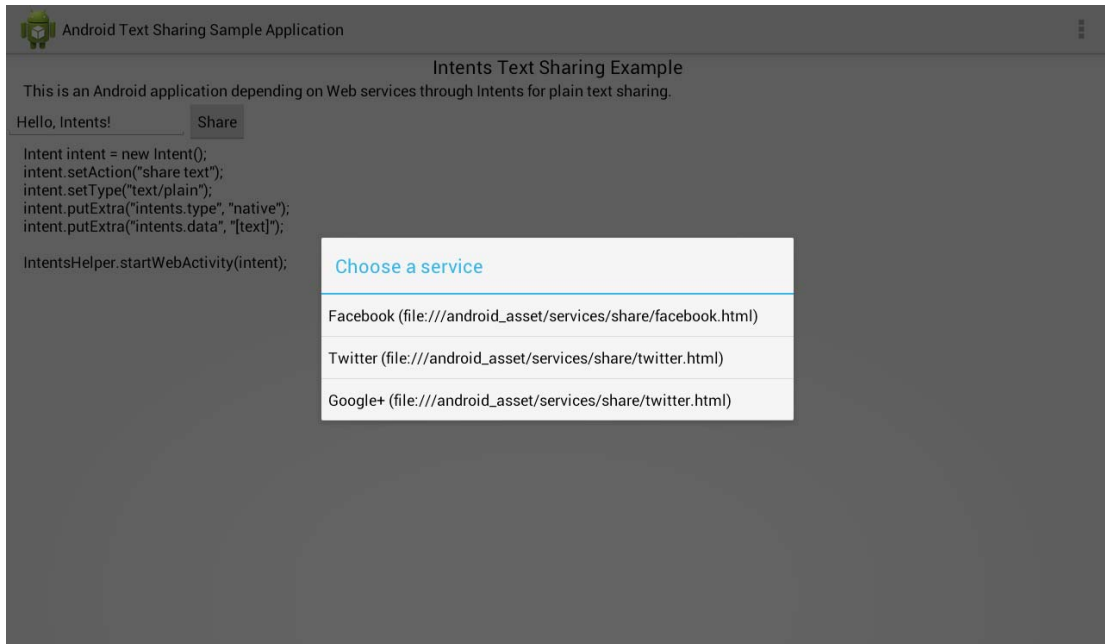 Android Text Sharing Sample Application
Intents Text Sharing Example
This is an Android application depending on Web services through Intents for plain text sharing.
Hello, Intents!
Share
Intent intent = new Intent();
intent.setAction("share text");
intent.setType("text/plain");
intent.putExtra("intents.type", "native");
intent.putExtra("intents.data", "[text]");
IntentsHelper.startWebActivity(intent);
Choose a service
Facebook (file:///android_asset/services/share/facebook.html)
Twitter (file:///android_asset/services/share/twitter.html)
Google+ (file:///android_asset/services/share/twitter.html)